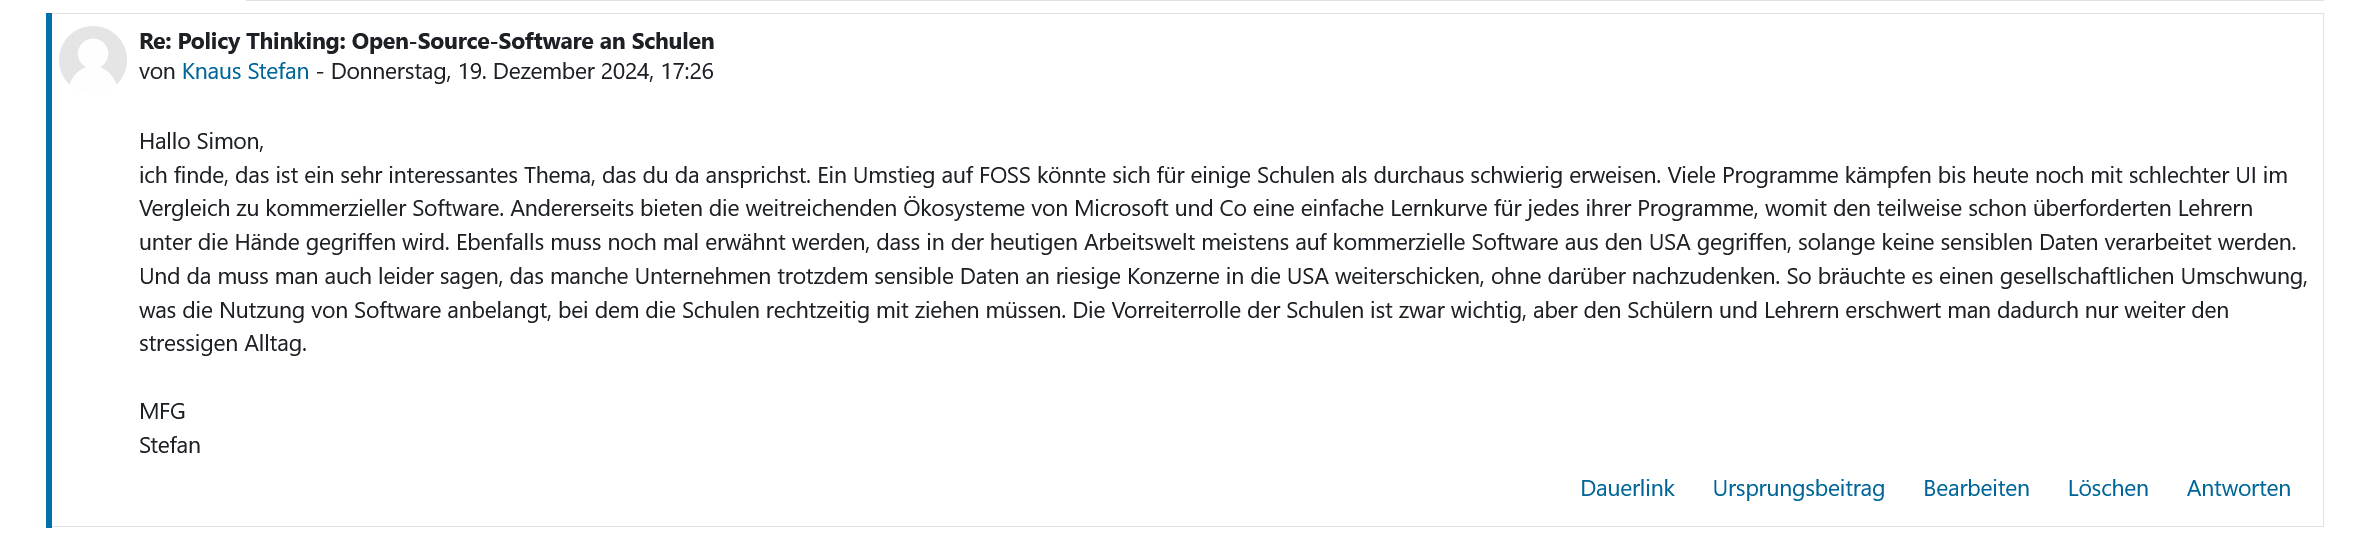 Re: Policy Thinking: Open-Source-Software an Schulen
von Knaus Stefan - Donnerstag, 19. Dezember 2024, 17:26
Hallo Simon,
ich finde, das ist ein sehr interessantes Thema, das du da ansprichst. Ein Umstieg auf FOSS könnte sich für einige Schulen als durchaus schwierig erweisen. Viele Programme kämpfen bis heute noch mit schlechter UI im
Vergleich zu kommerzieller Software. Andererseits bieten die weitreichenden Ökosysteme von Microsoft und Co eine einfache Lernkurve für jedes ihrer Programme, womit den teilweise schon überforderten Lehrern
unter die Hände gegriffen wird. Ebenfalls muss noch mal erwähnt werden, dass in der heutigen Arbeitswelt meistens auf kommerzielle Software aus den USA gegriffen, solange keine sensiblen Daten verarbeitet werden.
Und da muss man auch leider sagen, das manche Unternehmen trotzdem sensible Daten an riesige Konzerne in die USA weiterschicken, ohne darüber nachzudenken. So bräuchte es einen gesellschaftlichen Umschwung,
was die Nutzung von Software anbelangt, bei dem die Schulen rechtzeitig mit ziehen müssen. Die Vorreiterrolle der Schulen ist zwar wichtig, aber den Schülern und Lehrern erschwert man dadurch nur weiter den
stressigen Alltag.
MFG
Stefan
Dauerlink Ursprungsbeitrag Bearbeiten Löschen Antworten